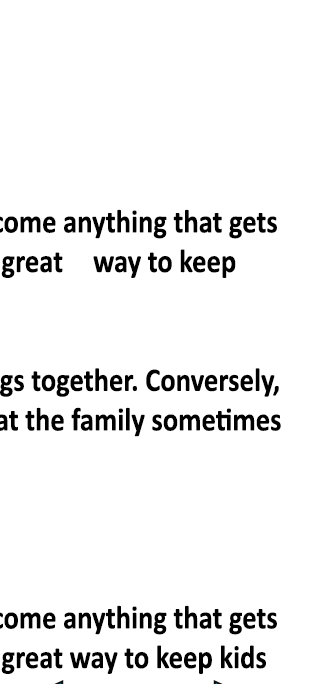 come anything that gets
great way to keep
gs together. Conversely,
at the family sometimes
come anything that gets
great way to keep kids